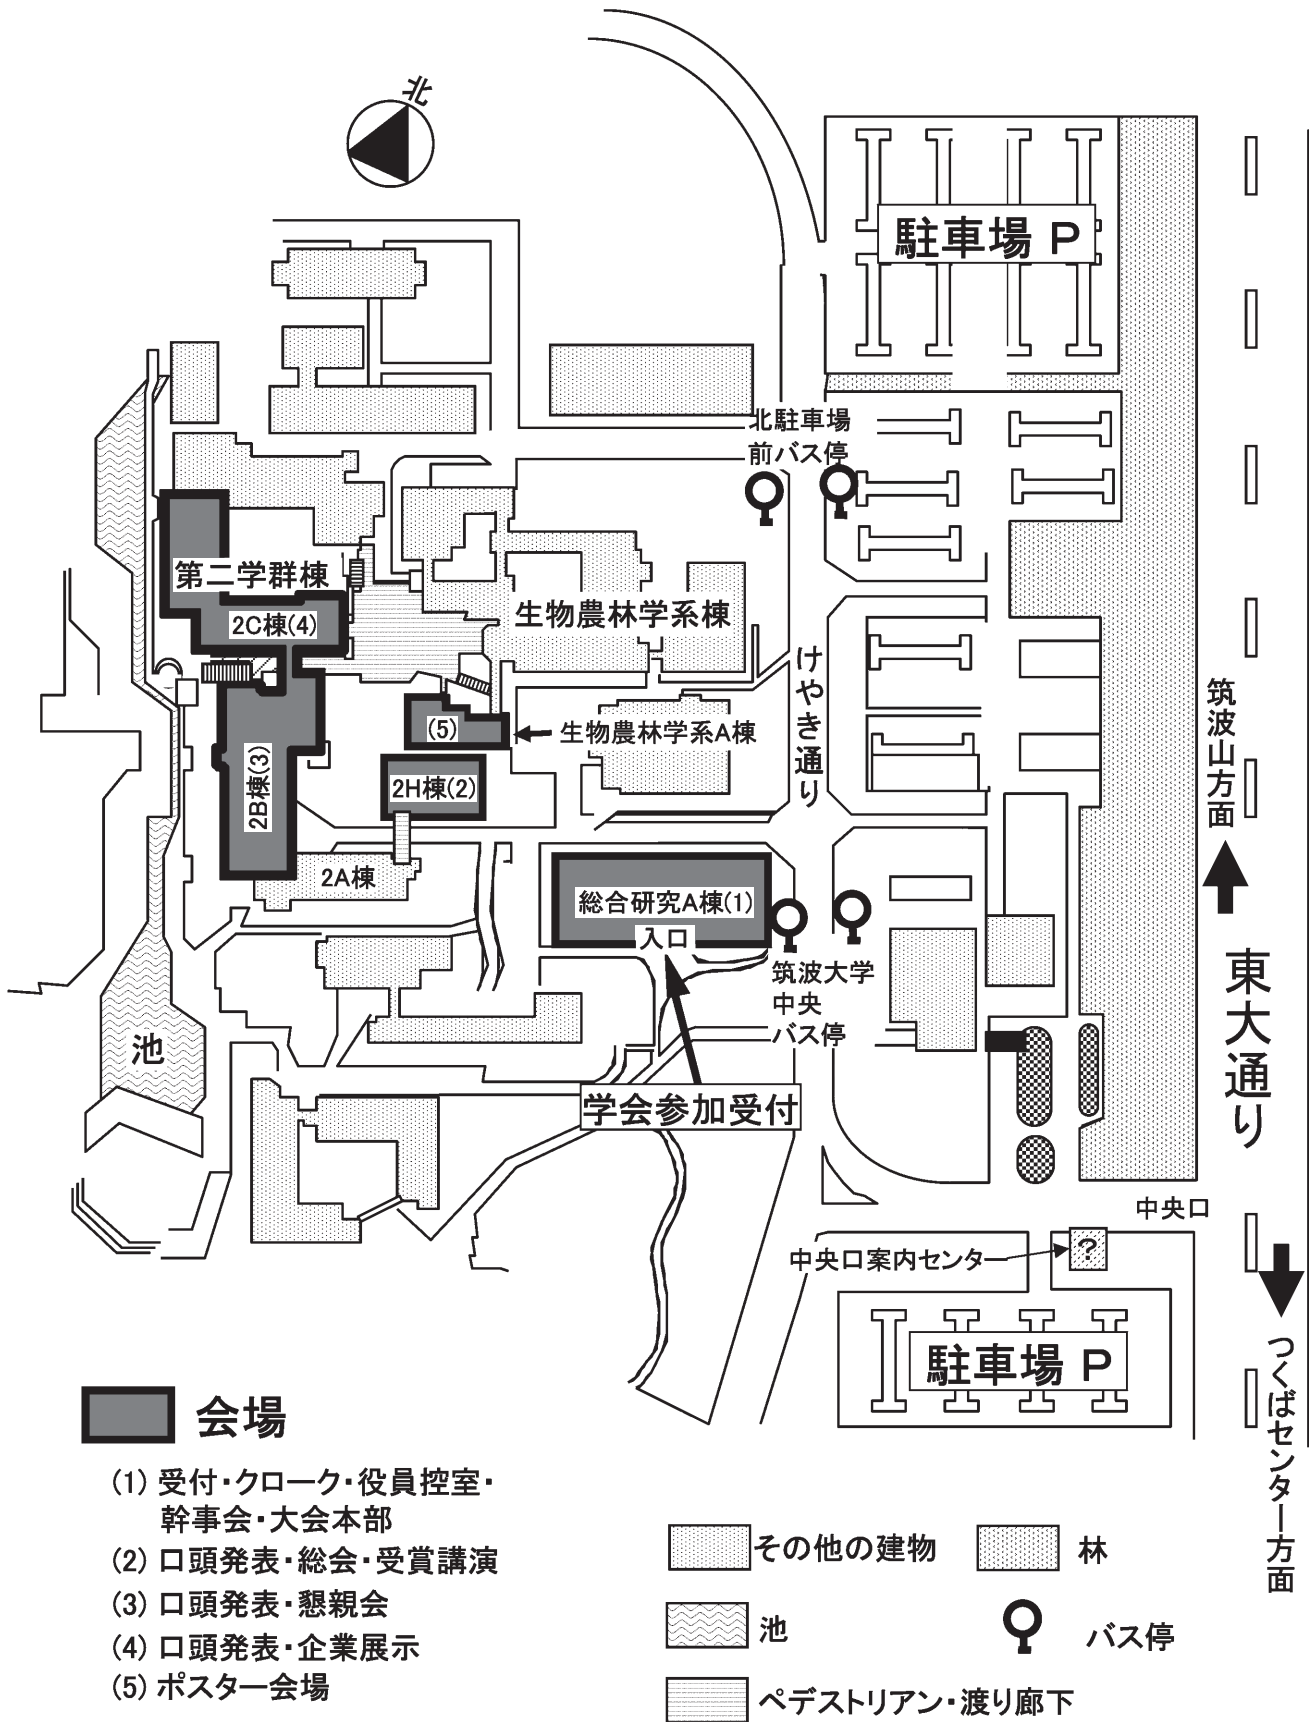 北
駐車場 P
北駐車場
前バス停
第二学群棟
2C棟(4)
生物農林学系棟
けやき通り
筑波山方面
(5)
生物農林学系A棟
2B棟(3)
2H棟(2)
2A棟
総合研究A棟(1)
入口
筑波大学
中央
バス停
東大通り
池
学会参加受付
中央口
中央口案内センター
?
駐車場 P
つくばセンター方面
会場
(1) 受付・クローク・役員控室・
幹事会・大会本部
(2) 口頭発表・総会・受賞講演
(3) 口頭発表・懇親会
(4) 口頭発表・企業展示
(5) ポスター会場
その他の建物
林
池
バス停
ペデストリアン・渡り廊下